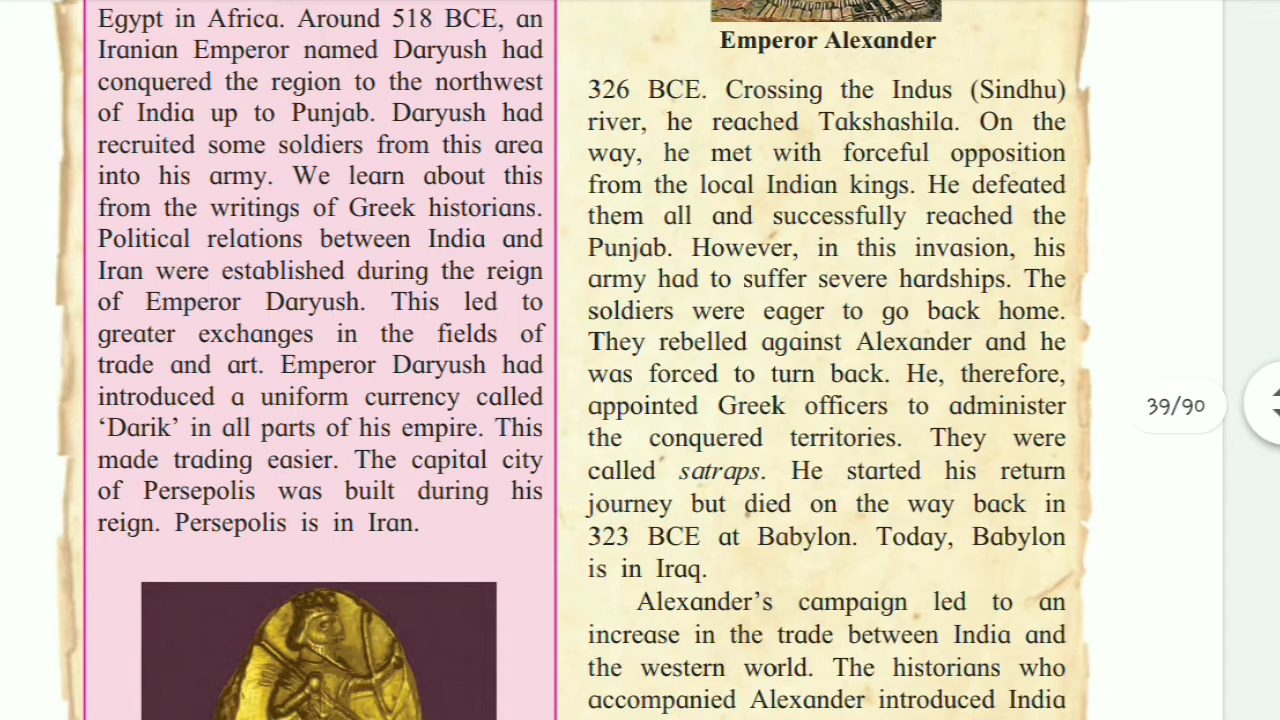 Egypt in Africa. Around 518 BCE, an
Iranian Emperor named Daryush had
conquered the region to the northwest
of India up to Punjab. Daryush had
recruited some soldiers from this area
into his army. We learn about this
from the writings of Greek historians.
Political relations between India and
Iran were established during the reign
of Emperor Daryush. This led to
greater exchanges in the fields of
trade and art. Emperor Daryush had
introduced a uniform currency called
‘Darik’ in all parts of his empire. This
made trading easier. The capital city
of Persepolis was built during his
reign. Persepolis is in Iran.
Emperor Alexander
326 BCE. Crossing the Indus (Sindhu)
river, he reached Takshashila. On the
way, he met with forceful opposition
from the local Indian kings. He defeated
them all and successfully reached the
Punjab. However, in this invasion, his
army had to suffer severe hardships. The
soldiers were eager to go back home.
They rebelled against Alexander and he
was forced to turn back. He, therefore,
appointed Greek officers to administer
the conquered territories. They were
called satraps. He started his return
journey but died on the way back in
323 BCE at Babylon. Today, Babylon
is in Iraq.
Alexander’s campaign led to an
increase in the trade between India and
the western world. The historians who
accompanied Alexander introduced India
39/90